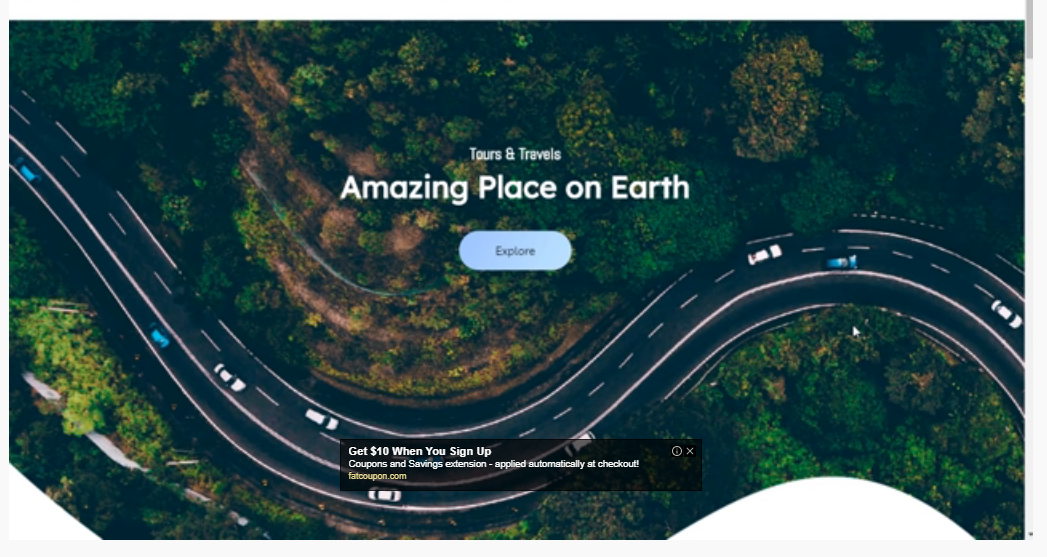 Tours & Travels
Amazing Place on Earth
Explore
Get $10 When You Sign Up
Coupons and Savings extension - applied automatically at checkout!
fatcoupon.com